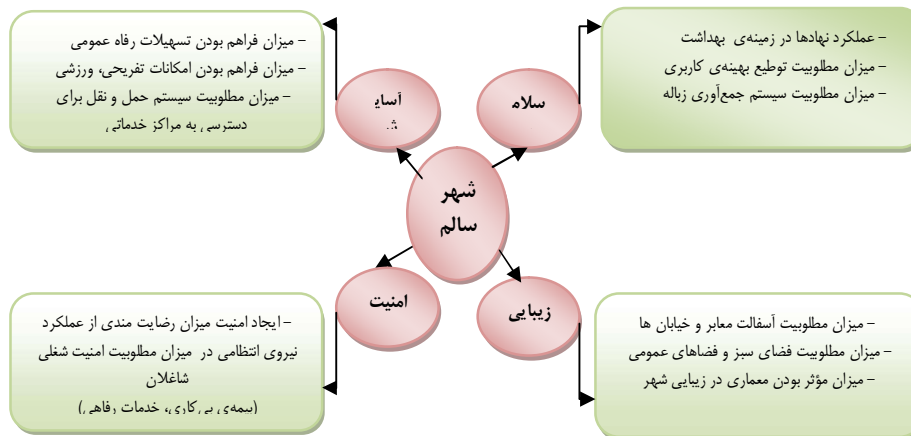 – عملکرد نهادها در زمینه‌ی بهداشت
– میزان مطلوبیت توطیع بهینه‌ی کاربری
– میزان مطلوبیت سیستم جمع‌آوری زباله
– میزان فراهم بودن تسهیلات رفاه عمومی
– میزان فراهم بودن امکانات تفریحی، ورزشی
– میزان مطلوبیت سیستم حمل و نقل برای
دسترسی به مراکز خدماتی
سلام
آسای
ش
شهر
سالم
امنیت
زیبایی
– میزان مطلوبیت آسفالت معابر و خیابان ها
– میزان مطلوبیت فضای سبز و فضاهای عمومی
– میزان مؤثر بودن معماری در زیبایی شهر
– ایجاد امنیت میزان رضایت مندی از عملکرد
نیروی انتظامی در میزان مطلوبیت امنیت شغلی
شاغلان
(بیمه‌ی بی‌کاری، خدمات رفاهی)